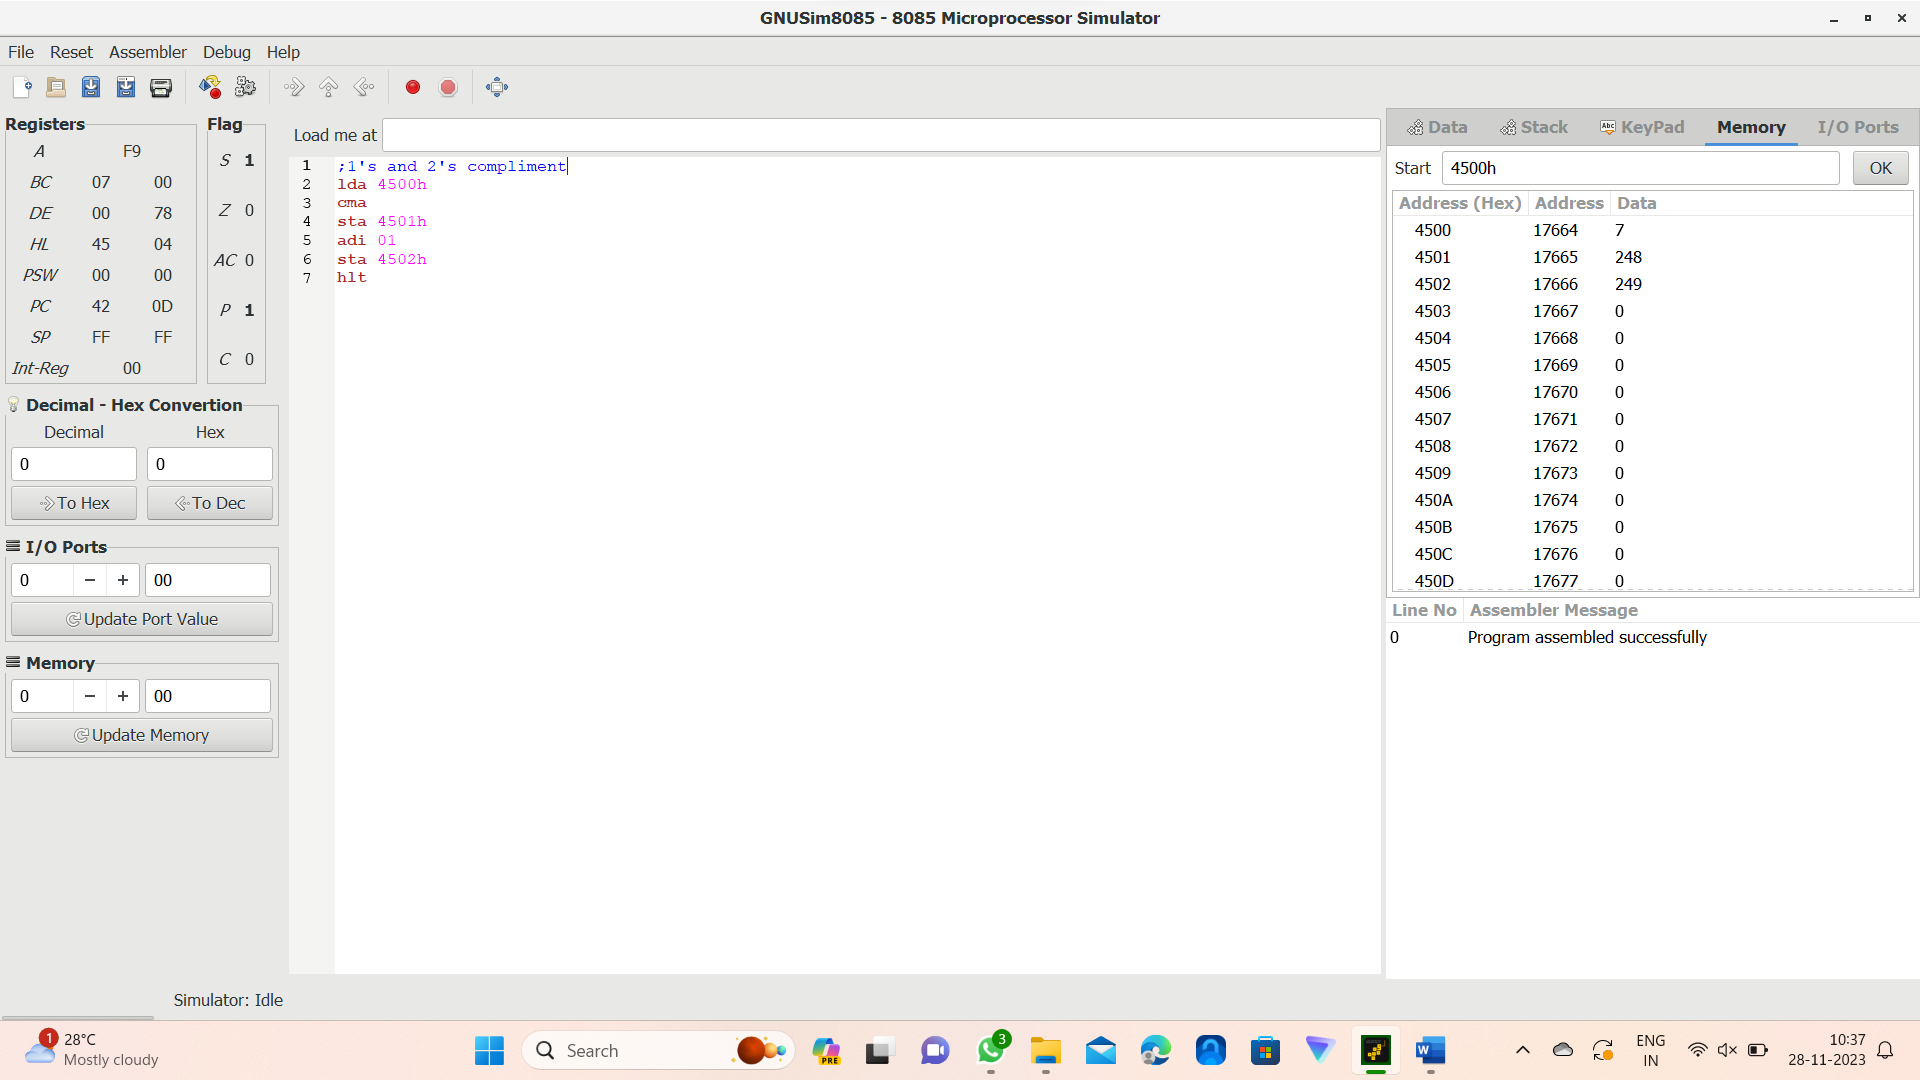 GNUSim8085 - 8085 Microprocessor Simulator
File Reset Assembler Debug Help
Registers
A F9
BC 07 00
DE 00 78
HL 45 04
PSW 00 00
PC 42 0D
SP FF FF
Int-Reg 00
Flag
S 1
Z 0
AC 0
P 1
C 0
Decimal - Hex Convertion
Decimal Hex
0 0
To Hex To Dec
I/O Ports
0 − + 00
Update Port Value
Memory
0 − + 00
Update Memory
Load me at
1 ;1's and 2's compliment
2 lda 4500h
3 cma
4 sta 4501h
5 adi 01
6 sta 4502h
7 hlt
Data Stack Abc KeyPad Memory I/O Ports
Start 4500h OK
Address (Hex) Address Data
4500 17664 7
4501 17665 248
4502 17666 249
4503 17667 0
4504 17668 0
4505 17669 0
4506 17670 0
4507 17671 0
4508 17672 0
4509 17673 0
450A 17674 0
450B 17675 0
450C 17676 0
450D 17677 0
Line No Assembler Message
0 Program assembled successfully
Simulator: Idle
1 28°C
Mostly cloudy
Search
PRE
3
W
ENG
IN
10:37
28-11-2023